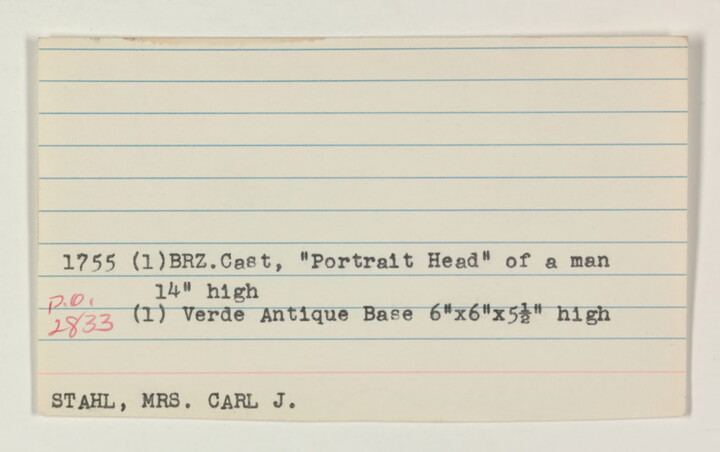 1755 (1)BRZ.Cast, "Portrait Head" of a man
14" high
P.O.
2833 (1) Verde Antique Base 6"x6"x5½" high
STAHL, MRS. CARL J.